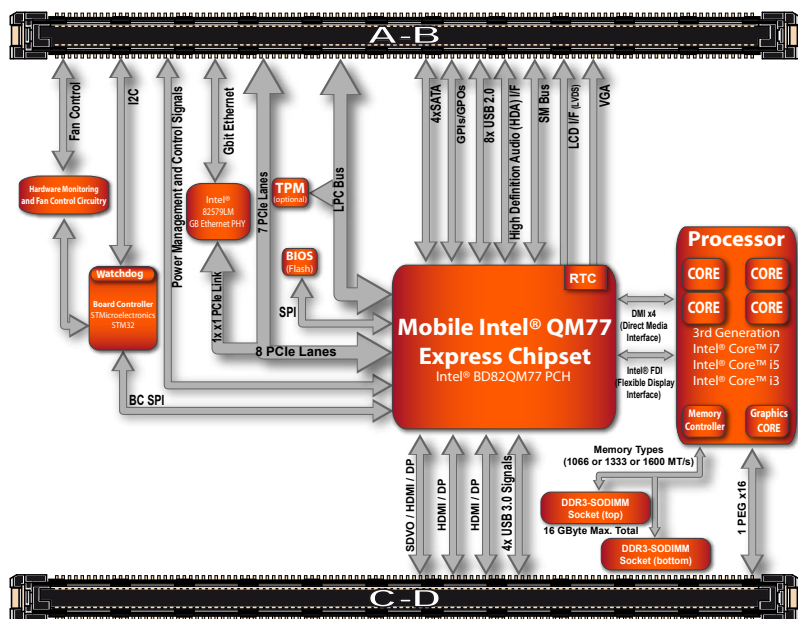 A-B
Fan Control
I2C
Power Management and Control Signals
Gbit Ethernet
7 PCIe Lanes
LPC Bus
4xSATA
GPIs/GPOs
8x USB 2.0
High Definition Audio (HDA) I/F
SM Bus
LCD I/F (LVDS)
VGA
Hardware Monitoring
and Fan Control Circuitry
Intel®
82579LM
GB Ethernet PHY
TPM
(optional)
BIOS
(Flash)
SPI
Watchdog
Board Controller
STMicroelectronics
STM32
1x x1 PCIe Link
8 PCIe Lanes
BC SPI
RTC
Mobile Intel® QM77
Express Chipset
Intel® BD82QM77 PCH
DMI x4
(Direct Media
Interface)
Intel® FDI
(Flexible Display
Interface)
Processor
CORE
CORE
CORE
CORE
3rd Generation
Intel® Core™ i7
Intel® Core™ i5
Intel® Core™ i3
Memory
Controller
Graphics
CORE
Memory Types
(1066 or 1333 or 1600 MT/s)
DDR3-SODIMM
Socket (top)
16 GByte Max. Total
DDR3-SODIMM
Socket (bottom)
1 PEG x16
SDVO / HDMI / DP
HDMI / DP
HDMI / DP
4x USB 3.0 Signals
C-D